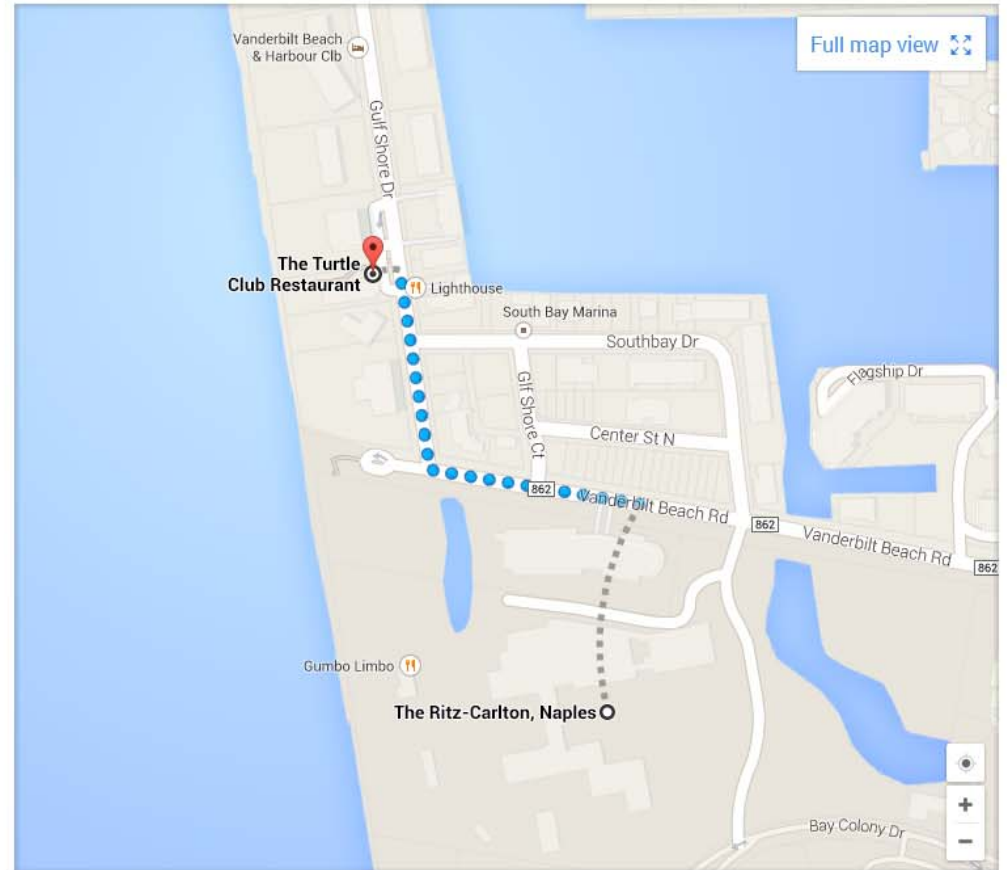 Vanderbilt Beach
& Harbour Clb
Full map view
Gulf Shore Dr
The Turtle
Club Restaurant
Lighthouse
South Bay Marina
Southbay Dr
Flagship Dr
Glf Shore Ct
Center St N
862
Vanderbilt Beach Rd
862
Vanderbilt Beach Rd
862
Gumbo Limbo
The Ritz-Carlton, Naples
+
Bay Colony Dr
−